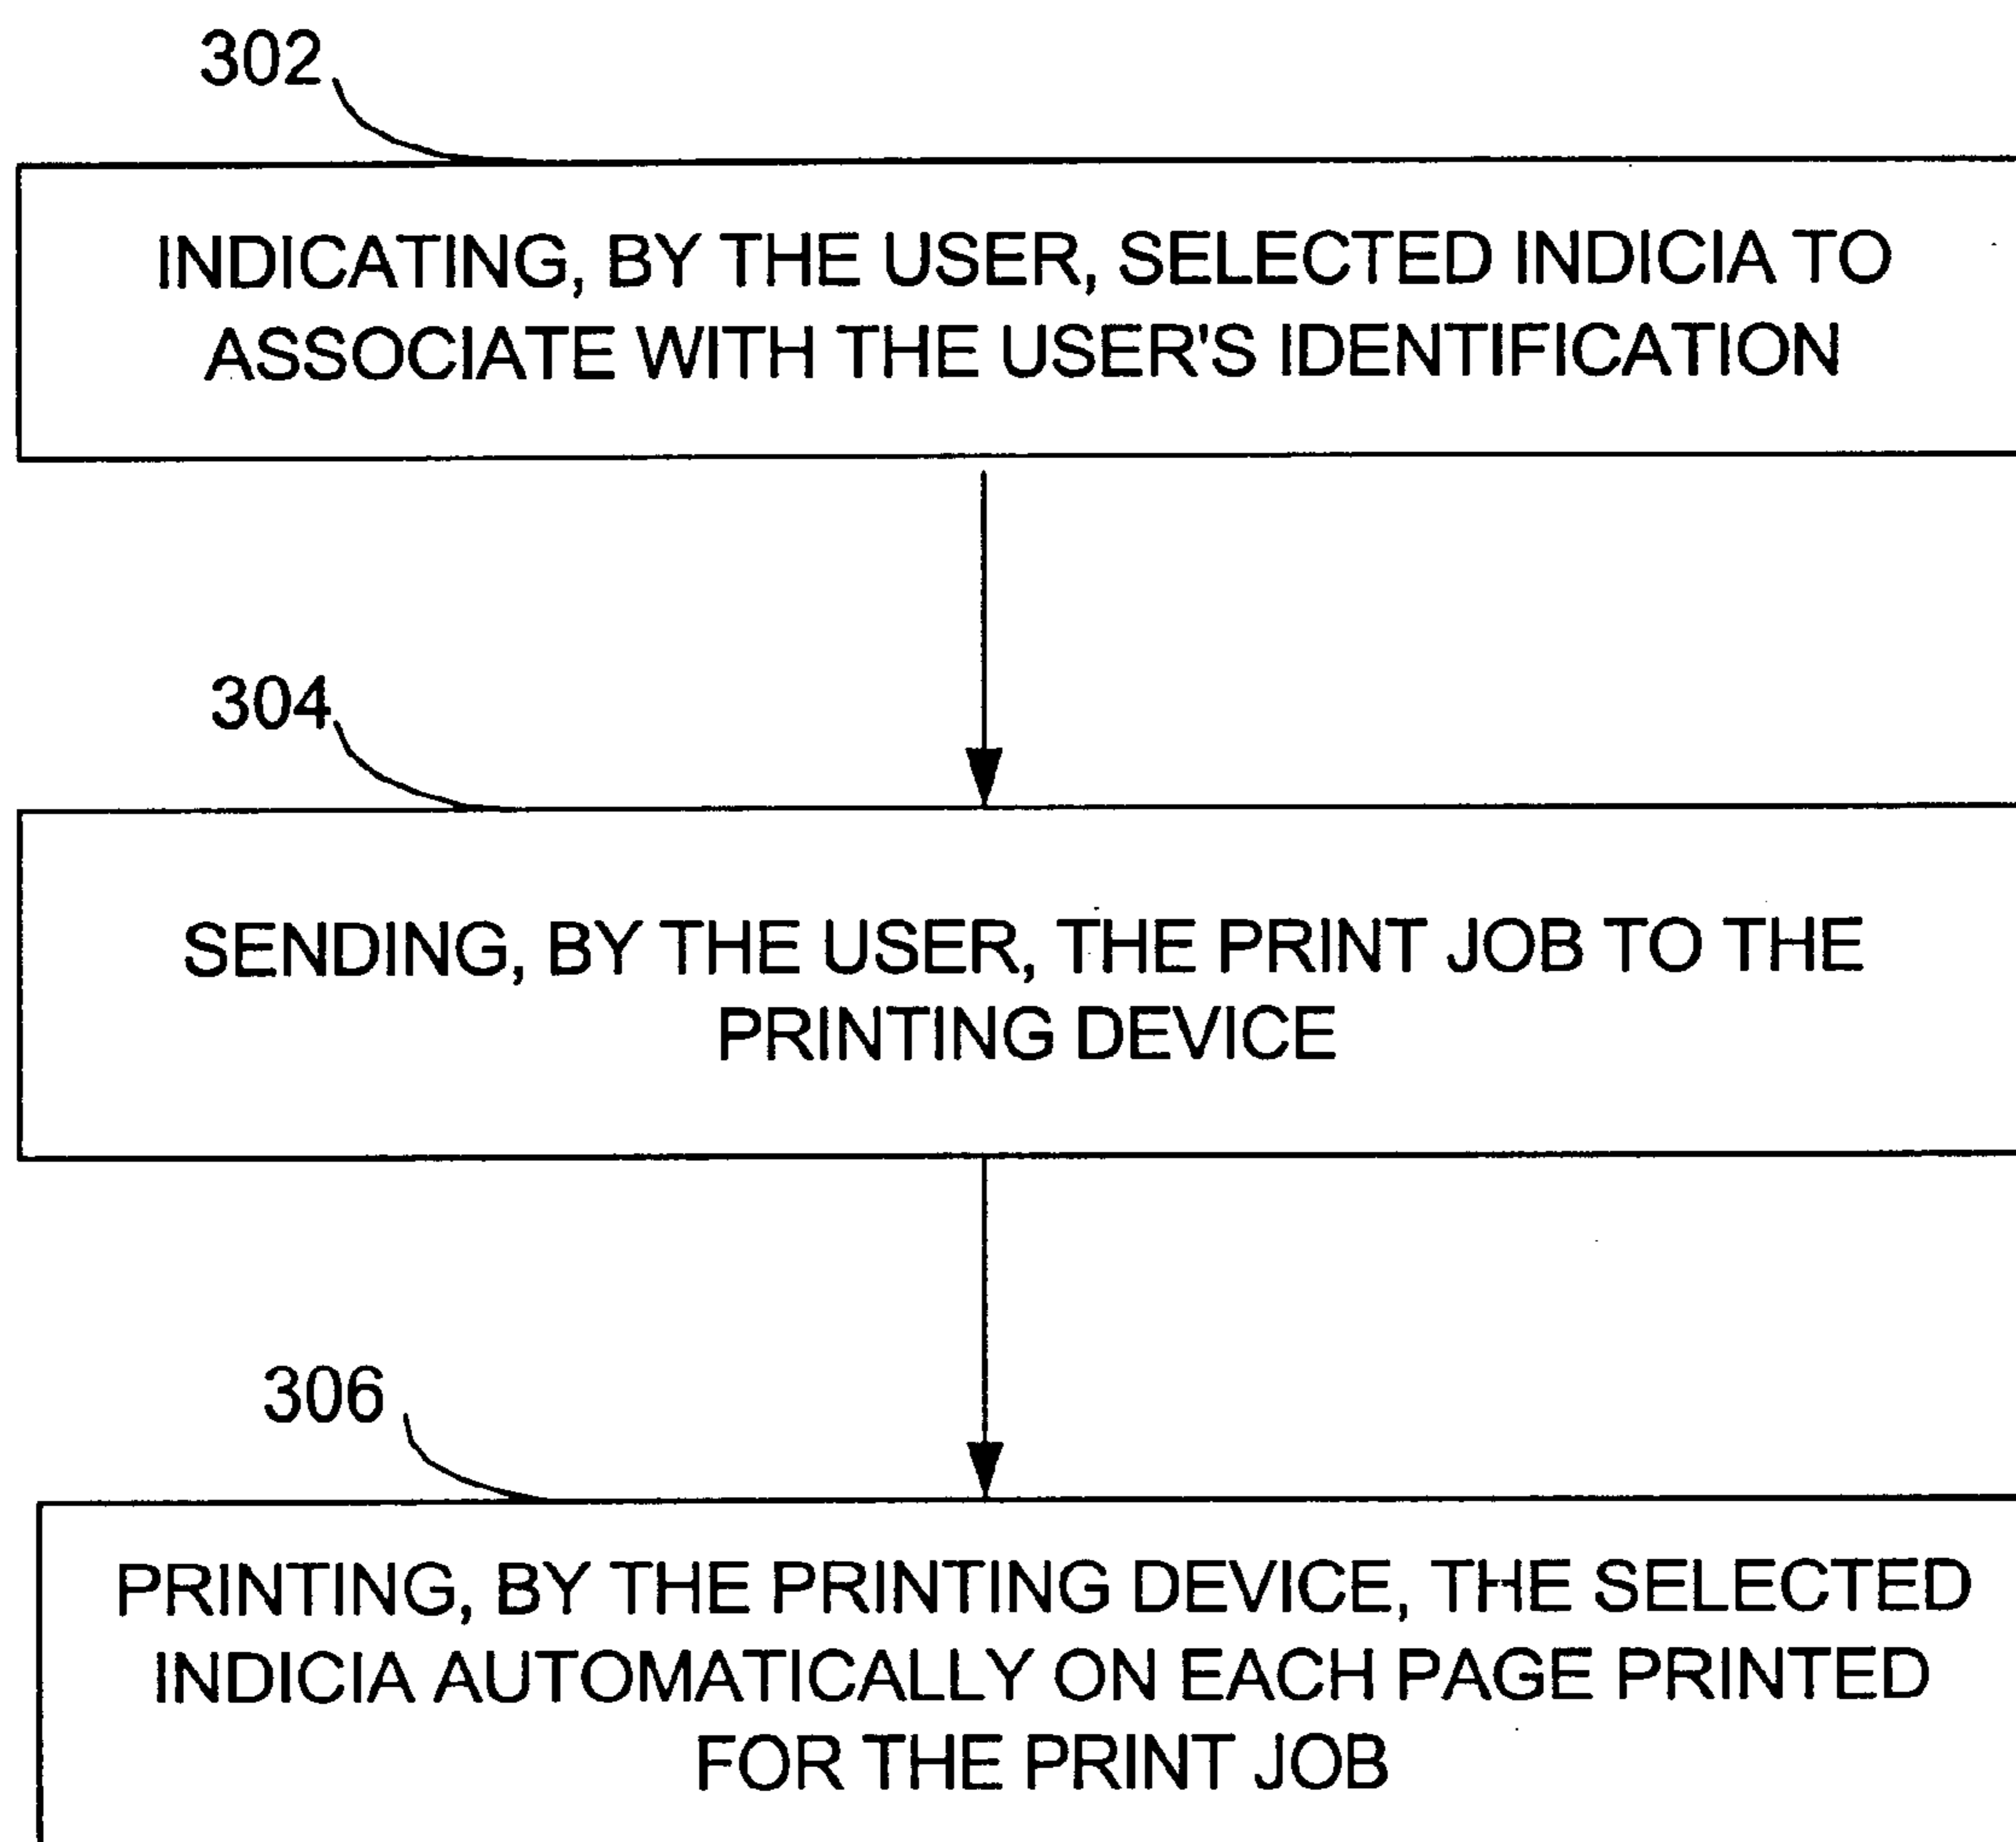 302
INDICATING, BY THE USER, SELECTED INDICIA TO
ASSOCIATE WITH THE USER'S IDENTIFICATION
304
SENDING, BY THE USER, THE PRINT JOB TO THE
PRINTING DEVICE
306
PRINTING, BY THE PRINTING DEVICE, THE SELECTED
INDICIA AUTOMATICALLY ON EACH PAGE PRINTED
FOR THE PRINT JOB